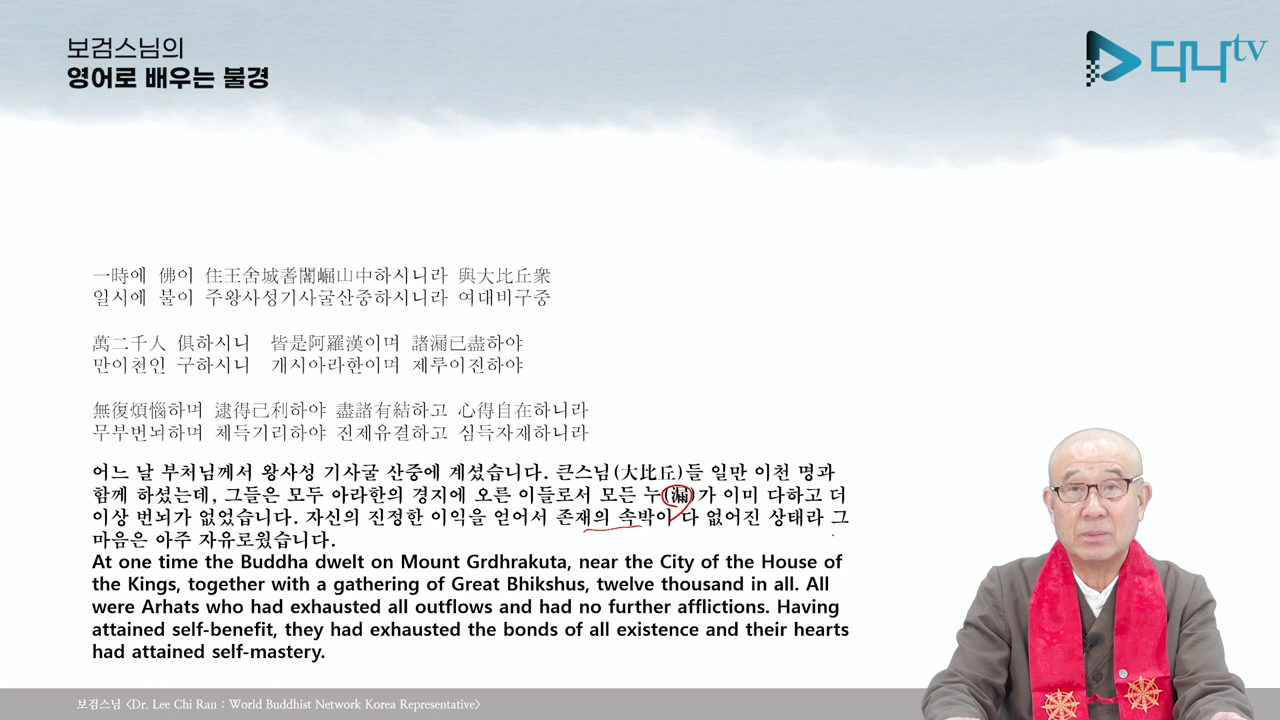 보검스님의
영어로 배우는 불경
디나tv
一時에 佛이 住王舍城耆闍崛山中하시니라 與大比丘衆
일시에 불이 주왕사성기사굴산중하시니라 여대비구중
萬二千人 俱하시니 皆是阿羅漢이며 諸漏已盡하야
만이천인 구하시니 개시아라한이며 제루이진하야
無復煩惱하며 逮得己利하야 盡諸有結하고 心得自在하니라
무부번뇌하며 체득기리하야 진제유결하고 심득자재하니라
어느 날 부처님께서 왕사성 기사굴 산중에 계셨습니다. 큰스님(大比丘)들 일만 이천 명과
함께 하셨는데, 그들은 모두 아라한의 경지에 오른 이들로서 모든 누(漏)가 이미 다하고 더
이상 번뇌가 없었습니다. 자신의 진정한 이익을 얻어서 존재의 속박이 다 없어진 상태라 그
마음은 아주 자유로웠습니다.
At one time the Buddha dwelt on Mount Grdhrakuta, near the City of the House of
the Kings, together with a gathering of Great Bhikshus, twelve thousand in all. All
were Arhats who had exhausted all outflows and had no further afflictions. Having
attained self-benefit, they had exhausted the bonds of all existence and their hearts
had attained self-mastery.
보검스님 <Dr. Lee Chi Ran : World Buddhist Network Korea Representative>